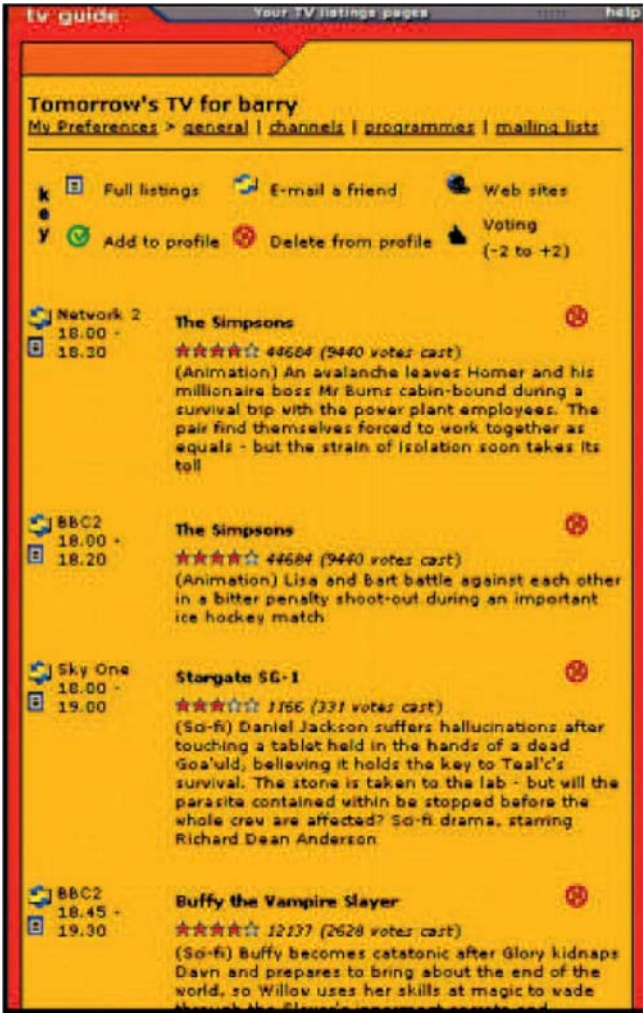 tv guide Your TV listings pages help
Tomorrow's TV for barry
My Preferences > general | channels | programmes | mailing lists
key
Full listings E-mail a friend Web sites
Add to profile Delete from profile Voting
(-2 to +2)
Network 2
18.00 -
18.30
The Simpsons
44684 (9440 votes cast)
(Animation) An avalanche leaves Homer and his
millionaire boss Mr Burns cabin-bound during a
survival trip with the power plant employees. The
pair find themselves forced to work together as
equals - but the strain of isolation soon takes its
toll
BBC2
18.00 -
18.20
The Simpsons
44684 (9440 votes cast)
(Animation) Lisa and Bart battle against each other
in a bitter penalty shoot-out during an important
ice hockey match
Sky One
18.00 -
19.00
Stargate SG-1
1166 (331 votes cast)
(Sci-fi) Daniel Jackson suffers hallucinations after
touching a tablet held in the hands of a dead
Goa'uld, believing it holds the key to Teal'c's
survival. The stone is taken to the lab - but will the
parasite contained within be stopped before the
whole crew are affected? Sci-fi drama, starring
Richard Dean Anderson
BBC2
18.45 -
19.30
Buffy the Vampire Slayer
12137 (2628 votes cast)
(Sci-fi) Buffy becomes catatonic after Glory kidnaps
Dawn and prepares to bring about the end of the
world, so Willow uses her skills at magic to wade
through the Slayer's innermost secrets and